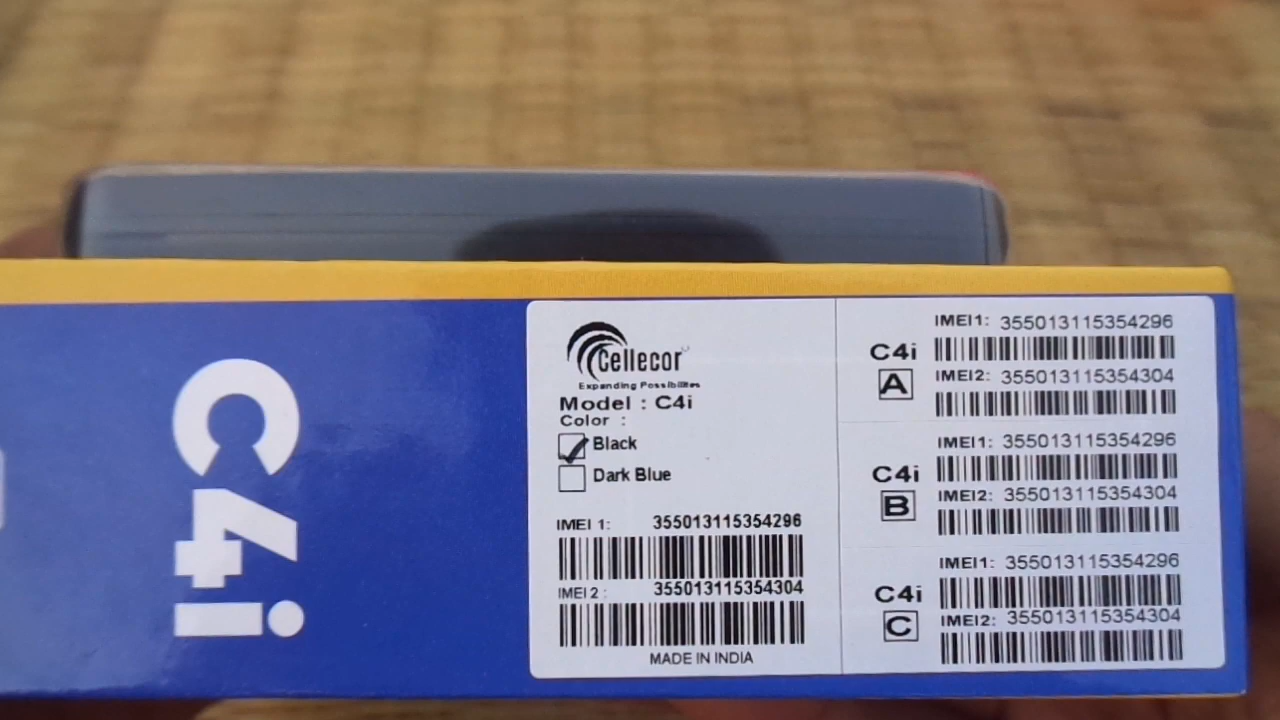 C4i
Cellecor
Expanding Possibilites
Model : C4i
Color :
Black
Dark Blue
IMEI 1: 355013115354296
IMEI 2 : 355013115354304
MADE IN INDIA
C4i
A
IMEI1: 355013115354296
IMEI2: 355013115354304
C4i
B
IMEI1: 355013115354296
IMEI2: 355013115354304
C4i
C
IMEI1: 355013115354296
IMEI2: 355013115354304